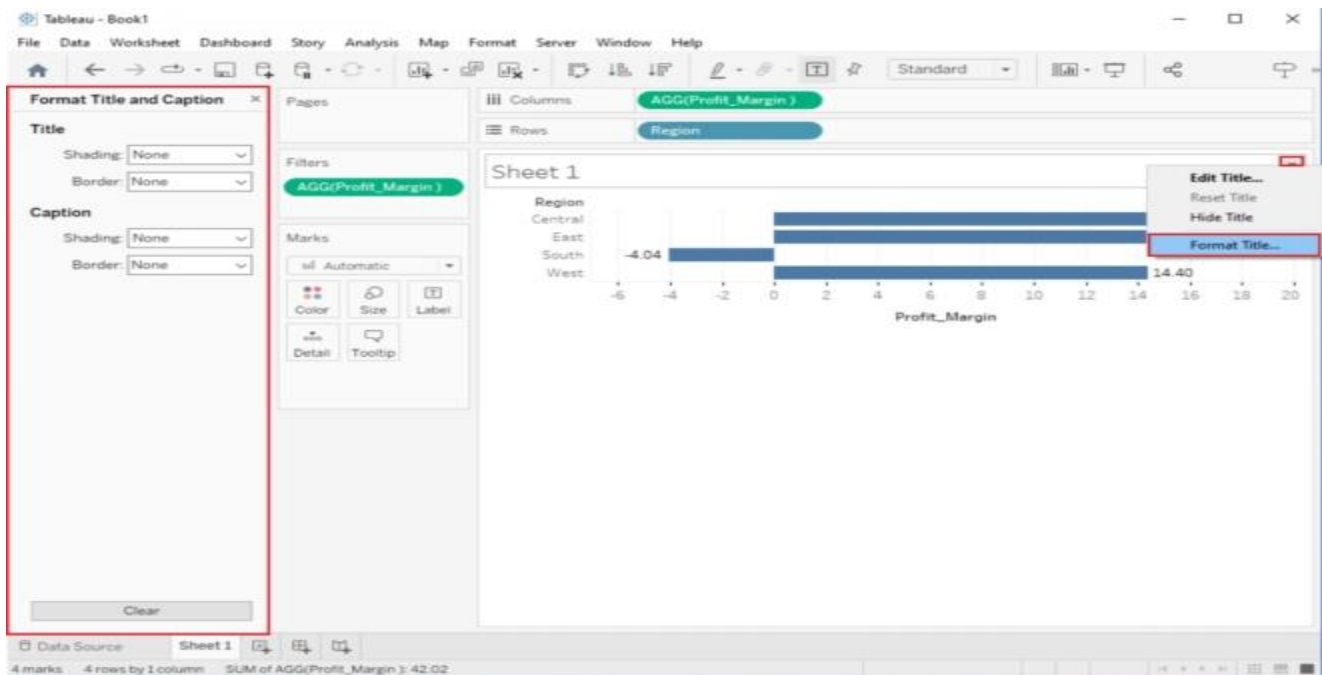 Tableau - Book1
File Data Worksheet Dashboard Story Analysis Map Format Server Window Help
Standard
Format Title and Caption
Title
Shading: None
Border: None
Caption
Shading: None
Border: None
Clear
Pages
Filters
AGG(Profit_Margin )
Marks
Automatic
Color Size Label
Detail Tooltip
Columns AGG(Profit_Margin )
Rows Region
Sheet 1
Region
Central
East
South -4.04
West 14.40
-6 -4 -2 0 2 4 6 8 10 12 14 16 18 20
Profit_Margin
Edit Title...
Reset Title
Hide Title
Format Title...
Data Source Sheet 1
4 marks 4 rows by 1 column SUM of AGG(Profit_Margin ): 42.02